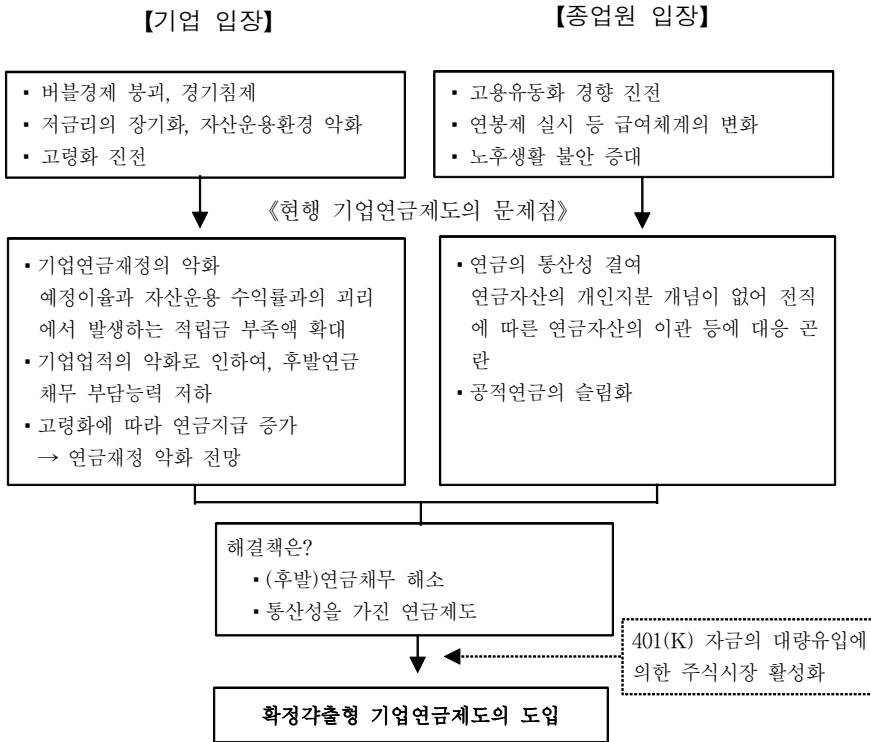 【기업 입장】
【종업원 입장】
▪ 버블경제 붕괴, 경기침체
▪ 저금리의 장기화, 자산운용환경 악화
▪ 고령화 진전
▪ 고용유동화 경향 진전
▪ 연봉제 실시 등 급여체계의 변화
▪ 노후생활 불안 증대
《현행 기업연금제도의 문제점》
▪ 기업연금재정의 악화
예정이율과 자산운용 수익률과의 괴리
에서 발생하는 적립금 부족액 확대
▪ 기업업적의 악화로 인하여, 후발연금
채무 부담능력 저하
▪ 고령화에 따라 연금지급 증가
→ 연금재정 악화 전망
▪ 연금의 통산성 결여
연금자산의 개인지분 개념이 없어 전직
에 따른 연금자산의 이관 등에 대응 곤
란
▪ 공적연금의 슬림화
해결책은?
▪ (후발)연금채무 해소
▪ 통산성을 가진 연금제도
401(K) 자금의 대량유입에
의한 주식시장 활성화
확정갹출형 기업연금제도의 도입